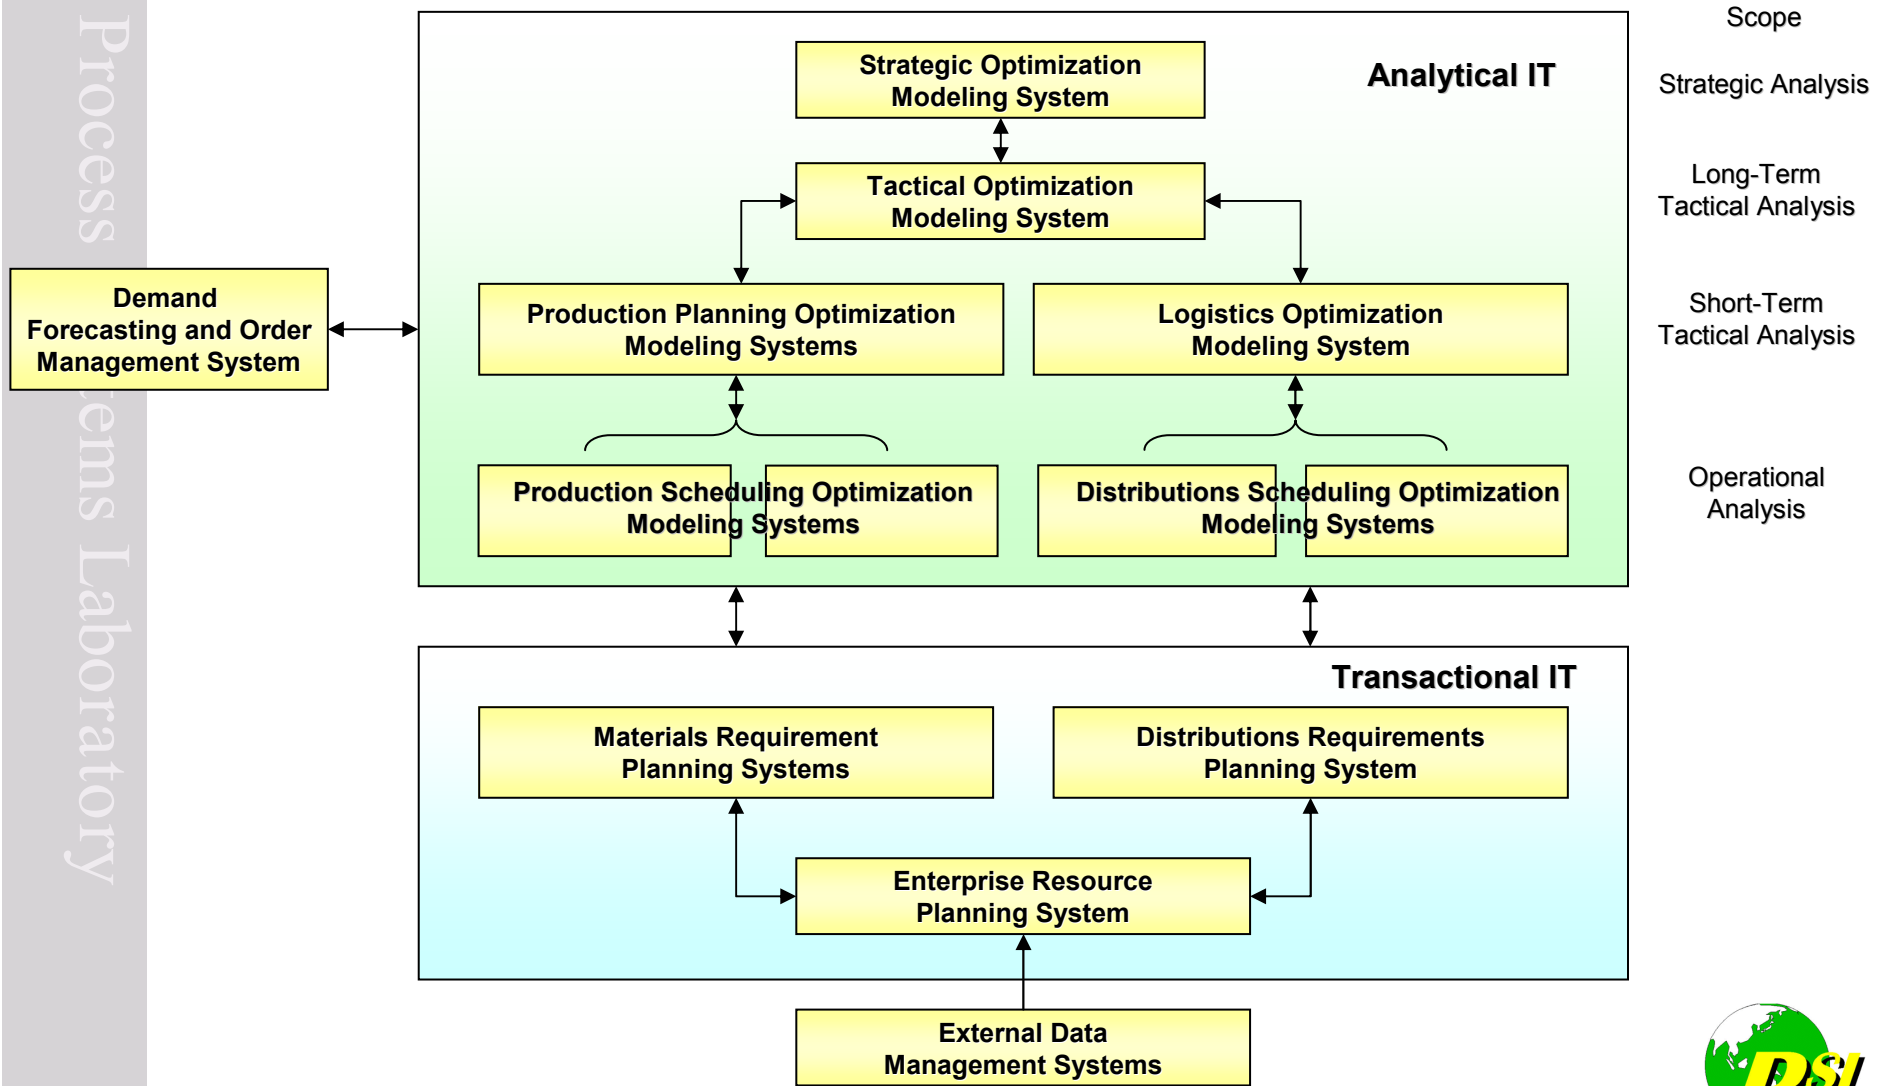 Scope
Strategic Optimization
Modeling System
Analytical IT
Strategic Analysis
Tactical Optimization
Modeling System
Long-Term
Tactical Analysis
Demand
Forecasting and Order
Management System
Production Planning Optimization
Modeling Systems
Logistics Optimization
Modeling System
Short-Term
Tactical Analysis
Production Scheduling Optimization
Modeling Systems
Distributions Scheduling Optimization
Modeling Systems
Operational
Analysis
Transactional IT
Materials Requirement
Planning Systems
Distributions Requirements
Planning System
Enterprise Resource
Planning System
External Data
Management Systems
Process
tems Laboratory